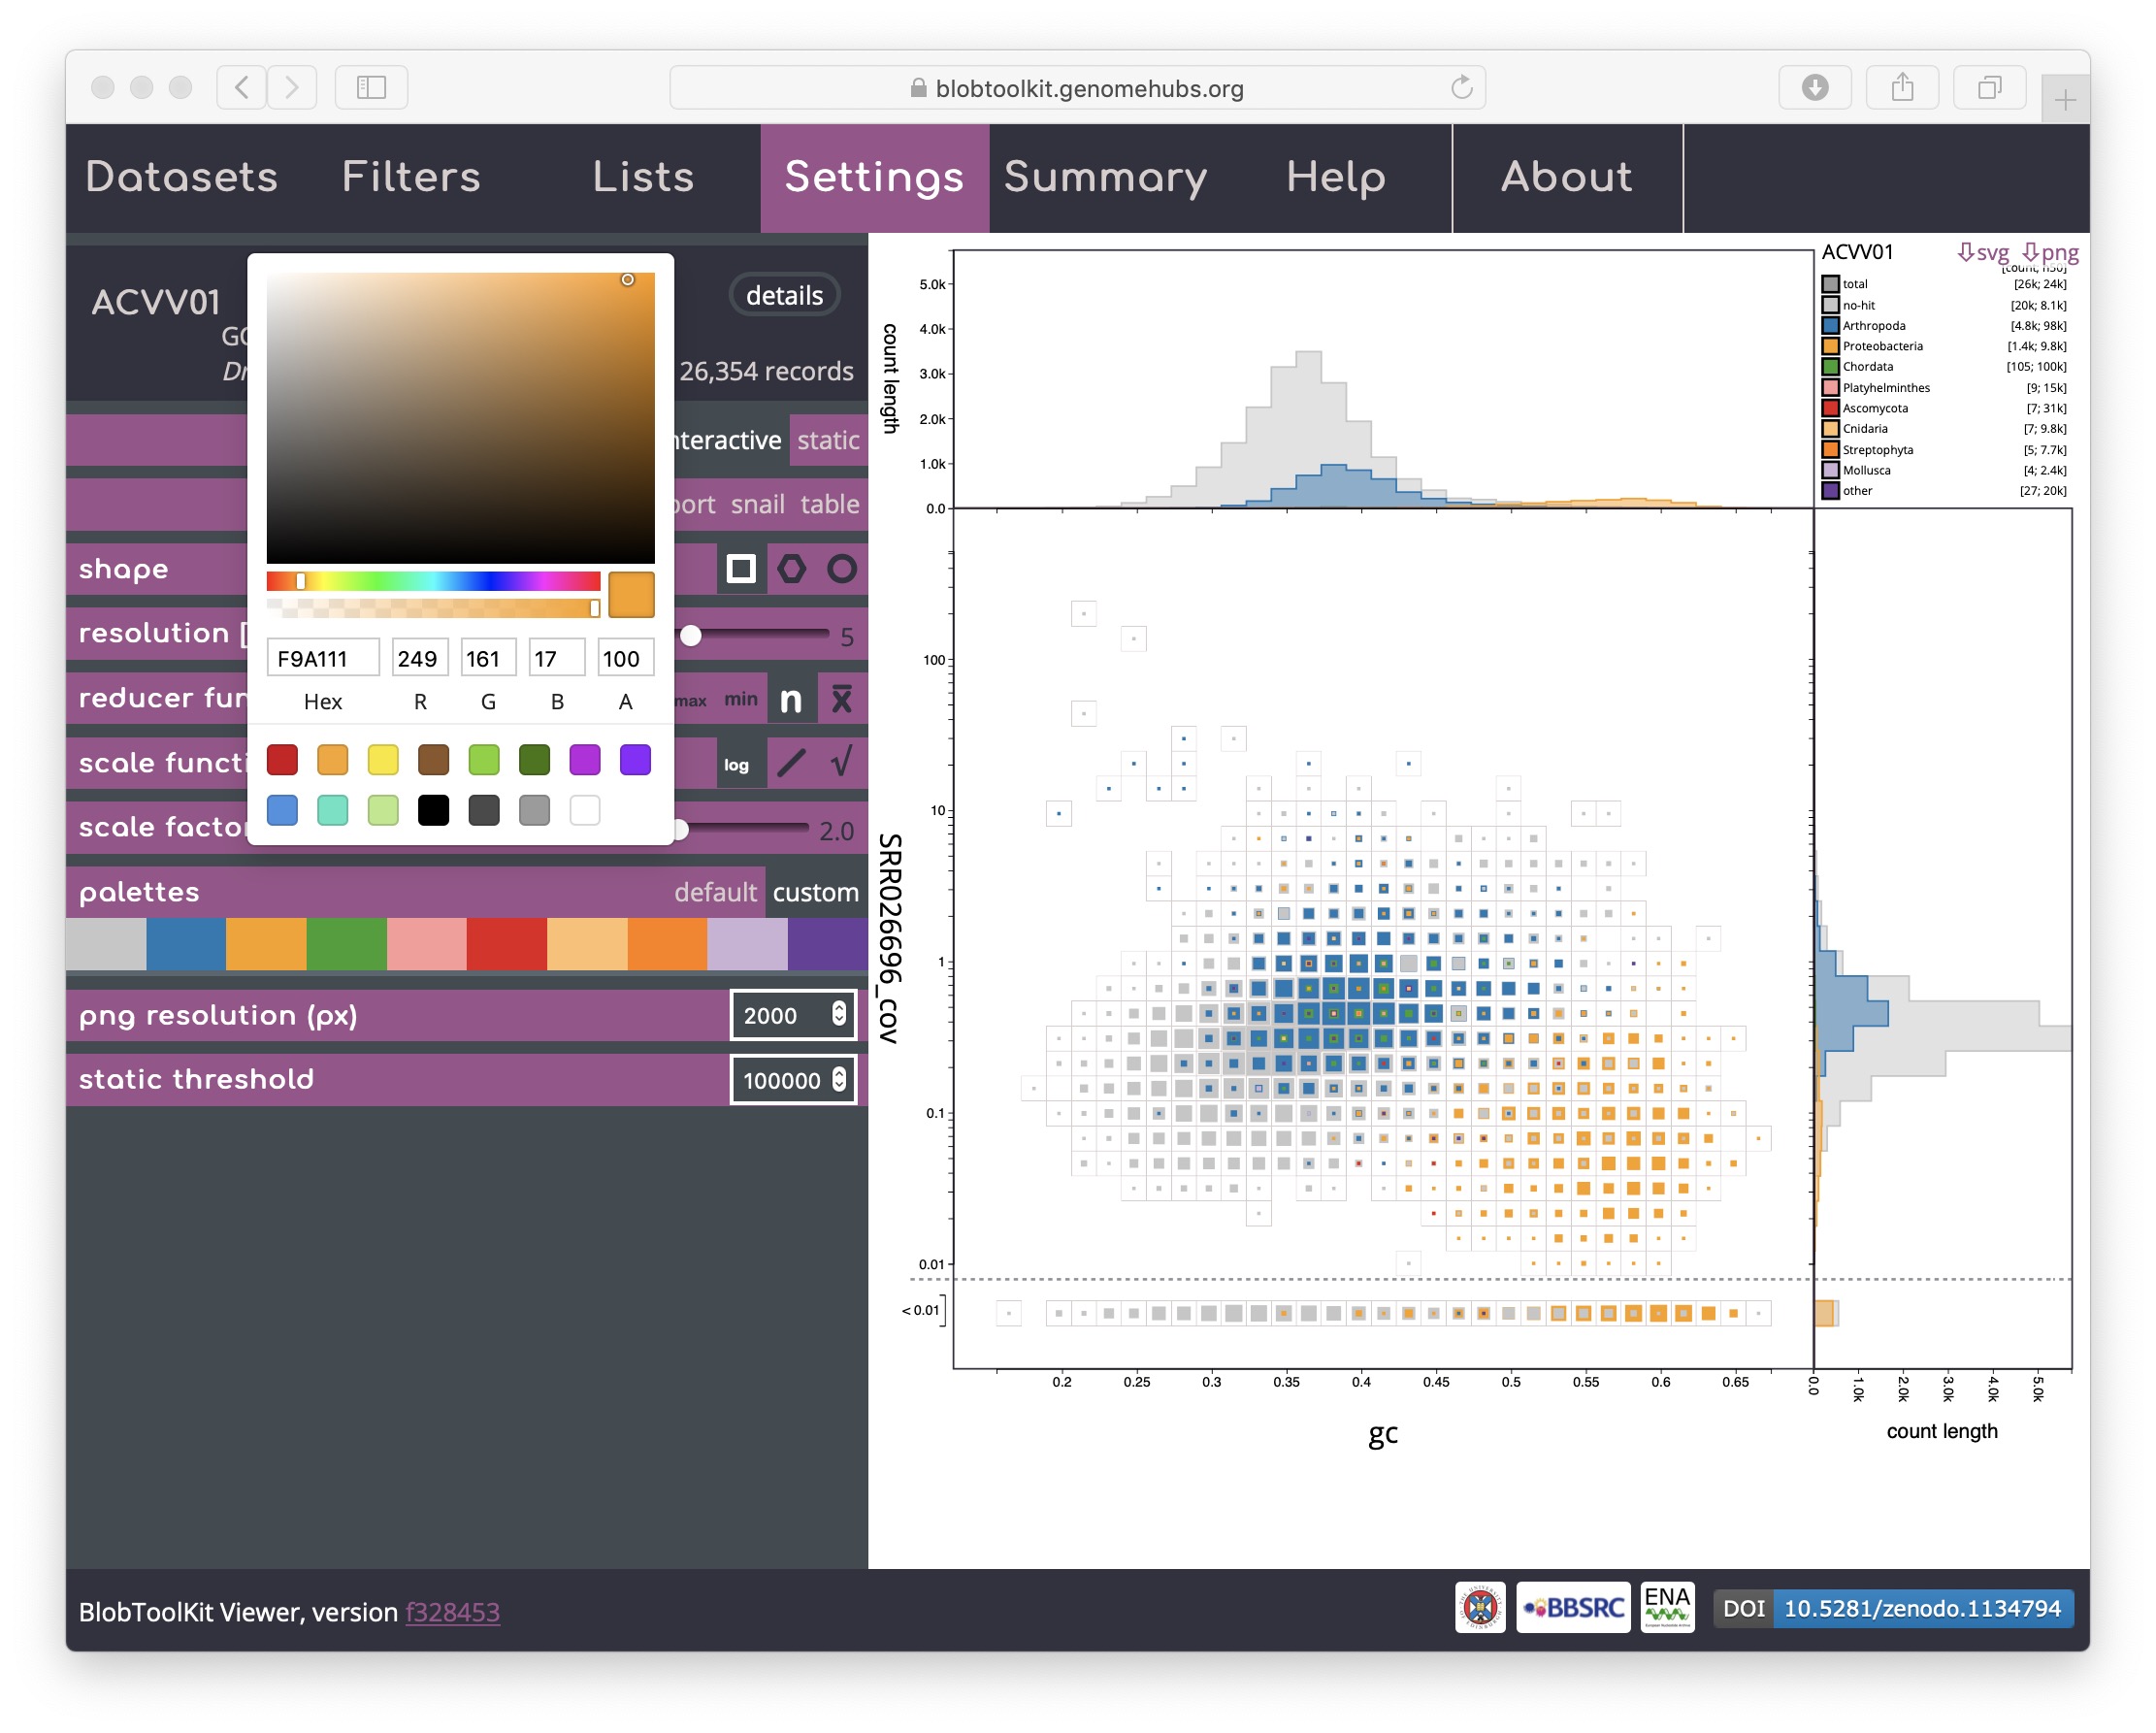 blobtoolkit.genomehubs.org
Datasets Filters Lists Settings Summary Help About
ACVV01
details
26,354 records
nteractive static
port snail table
shape
resolution [
5
reducer fun
max min n x̄
scale functi
log √
scale facto
2.0
palettes
default custom
png resolution (px)
2000
static threshold
100000
F9A111 249 161 17 100
Hex R G B A
count length
5.0k
4.0k
3.0k
2.0k
1.0k
0.0
ACVV01
svg png
[count; n50]
total [26k; 24k]
no-hit [20k; 8.1k]
Arthropoda [4.8k; 98k]
Proteobacteria [1.4k; 9.8k]
Chordata [105; 100k]
Platyhelminthes [9; 15k]
Ascomycota [7; 31k]
Cnidaria [7; 9.8k]
Streptophyta [5; 7.7k]
Mollusca [4; 2.4k]
other [27; 20k]
SRR026696_cov
100
10
1
0.1
0.01
< 0.01
0.2 0.25 0.3 0.35 0.4 0.45 0.5 0.55 0.6 0.65
gc
0.0 1.0k 2.0k 3.0k 4.0k 5.0k
count length
BlobToolKit Viewer, version f328453
BBSRC
ENA
DOI 10.5281/zenodo.1134794